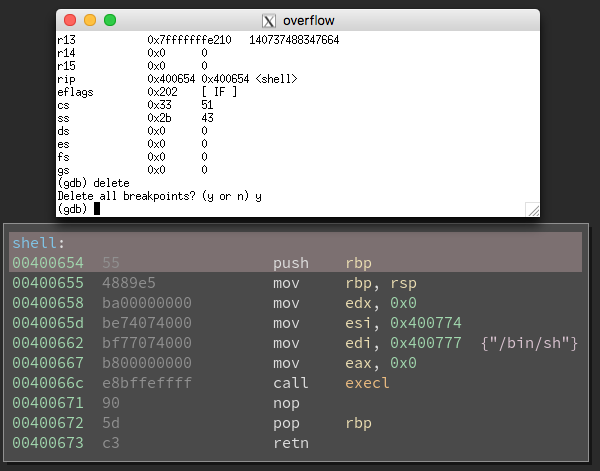 overflow
r13 0x7fffffffe210 140737488347664
r14 0x0 0
r15 0x0 0
rip 0x400654 0x400654 <shell>
eflags 0x202 [ IF ]
cs 0x33 51
ss 0x2b 43
ds 0x0 0
es 0x0 0
fs 0x0 0
gs 0x0 0
(gdb) delete
Delete all breakpoints? (y or n) y
(gdb)
shell:
00400654 55 push rbp
00400655 4889e5 mov rbp, rsp
00400658 ba00000000 mov edx, 0x0
0040065d be74074000 mov esi, 0x400774
00400662 bf77074000 mov edi, 0x400777 {"/bin/sh"}
00400667 b800000000 mov eax, 0x0
0040066c e8bffeffff call execl
00400671 90 nop
00400672 5d pop rbp
00400673 c3 retn